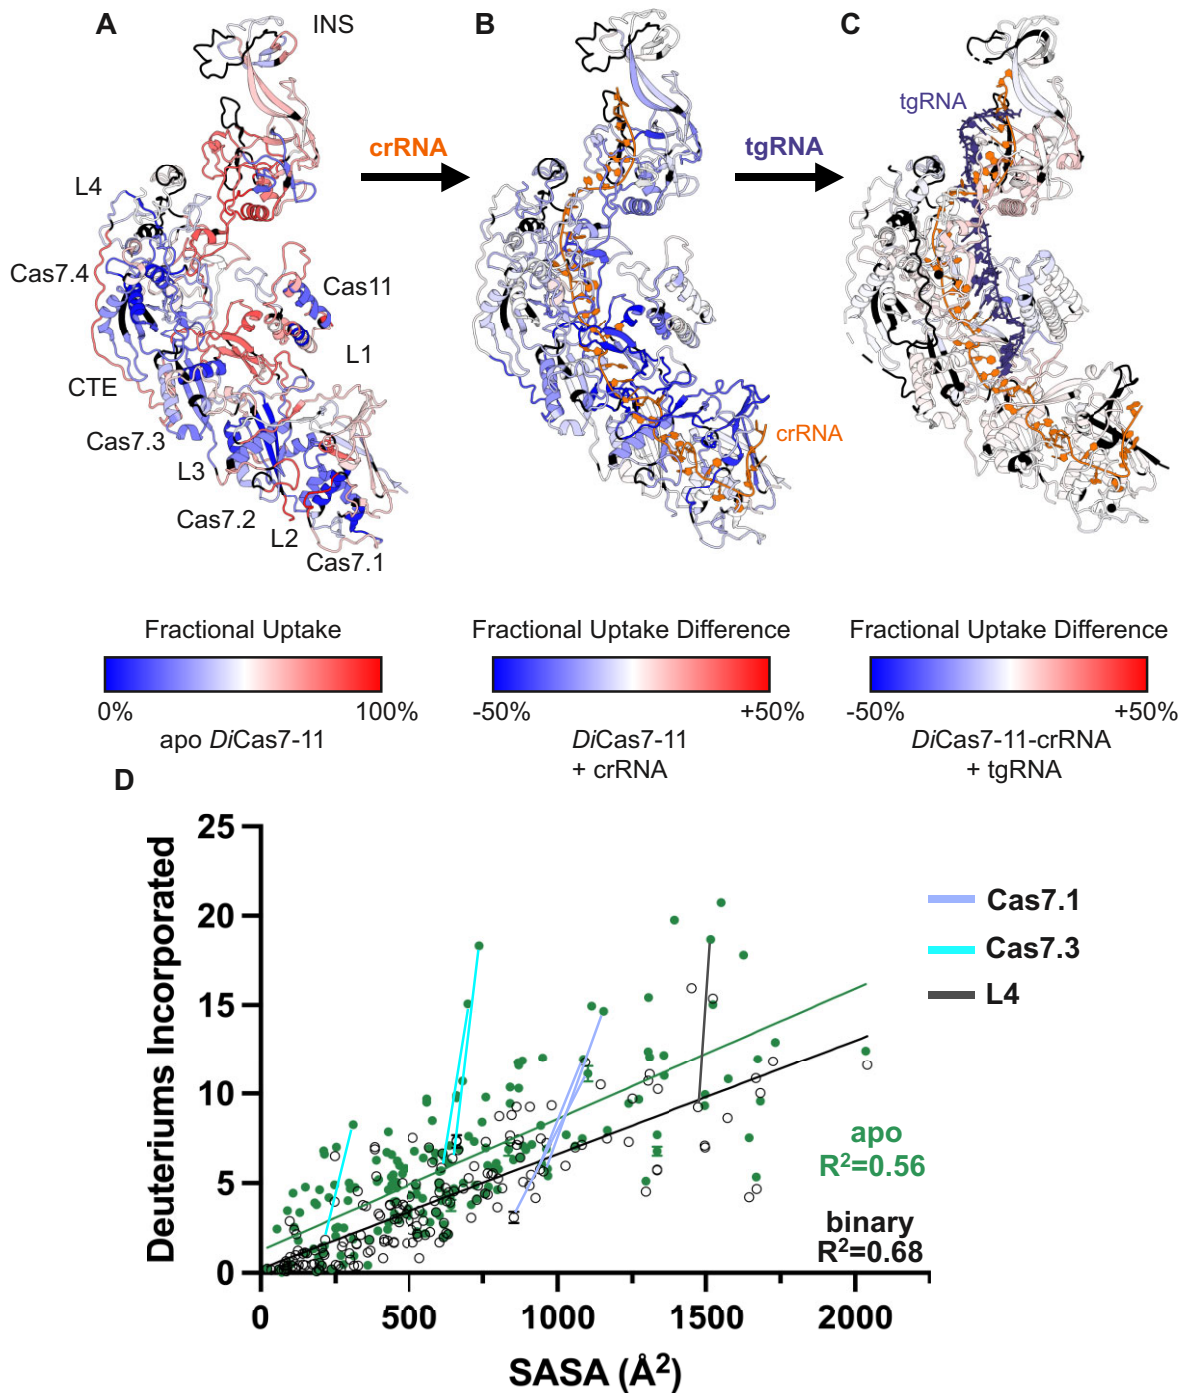 A
INS
B
C
tgRNA
crRNA
tgRNA
L4
Cas7.4
Cas11
L1
CTE
Cas7.3
crRNA
L3
Cas7.2
L2
Cas7.1
Fractional Uptake
0% 100%
apo DiCas7-11
Fractional Uptake Difference
-50% +50%
DiCas7-11
+ crRNA
Fractional Uptake Difference
-50% +50%
DiCas7-11-crRNA
+ tgRNA
D
Deuteriums Incorporated
25
20
15
10
5
0
0 500 1000 1500 2000
SASA (Å²)
Cas7.1
Cas7.3
L4
apo
R²=0.56
binary
R²=0.68